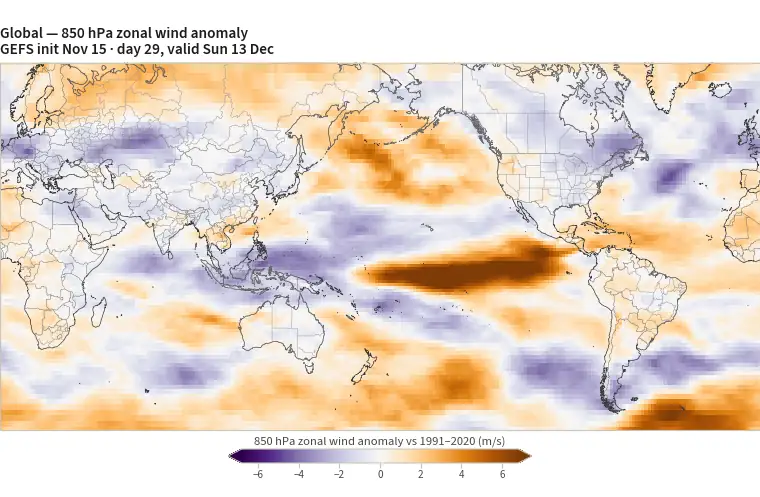 Global — 850 hPa zonal wind anomaly
GEFS init Nov 15 · day 29, valid Sun 13 Dec
850 hPa zonal wind anomaly vs 1991–2020 (m/s)
−6 −4 −2 0 2 4 6